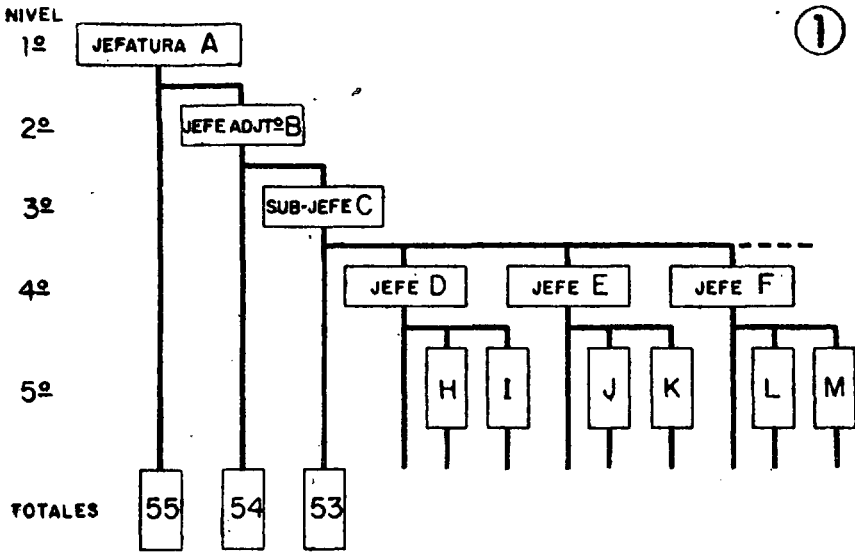 NIVEL
1
1º JEFATURA A
2º JEFE ADJTº B
3º SUB-JEFE C
4º JEFE D JEFE E JEFE F
5º H I J K L M
TOTALES 55 54 53